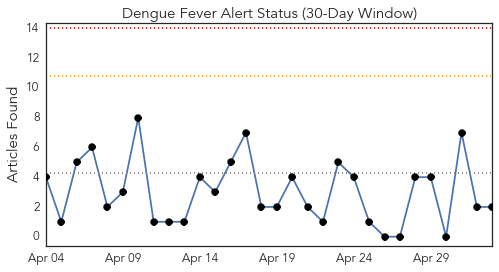 Dengue Fever Alert Status (30-Day Window)
Articles Found
14
12
10
8
6
4
2
0
Apr 04 Apr 09 Apr 14 Apr 19 Apr 24 Apr 29